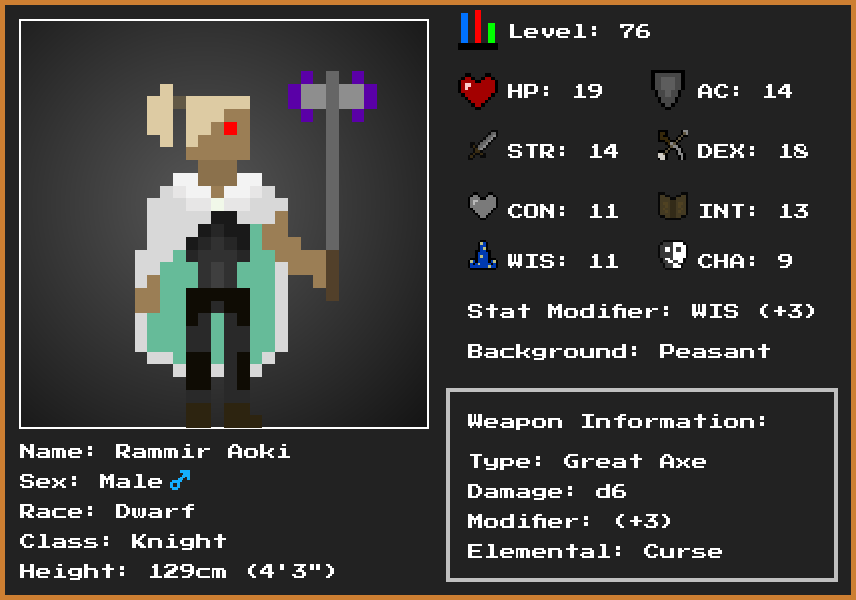 Level: 76
HP: 19 AC: 14
STR: 14 DEX: 18
CON: 11 INT: 13
WIS: 11 CHA: 9
Stat Modifier: WIS (+3)
Background: Peasant
Weapon Information:
Type: Great Axe
Damage: d6
Modifier: (+3)
Elemental: Curse
Name: Rammir Aoki
Sex: Male♂
Race: Dwarf
Class: Knight
Height: 129cm (4'3")